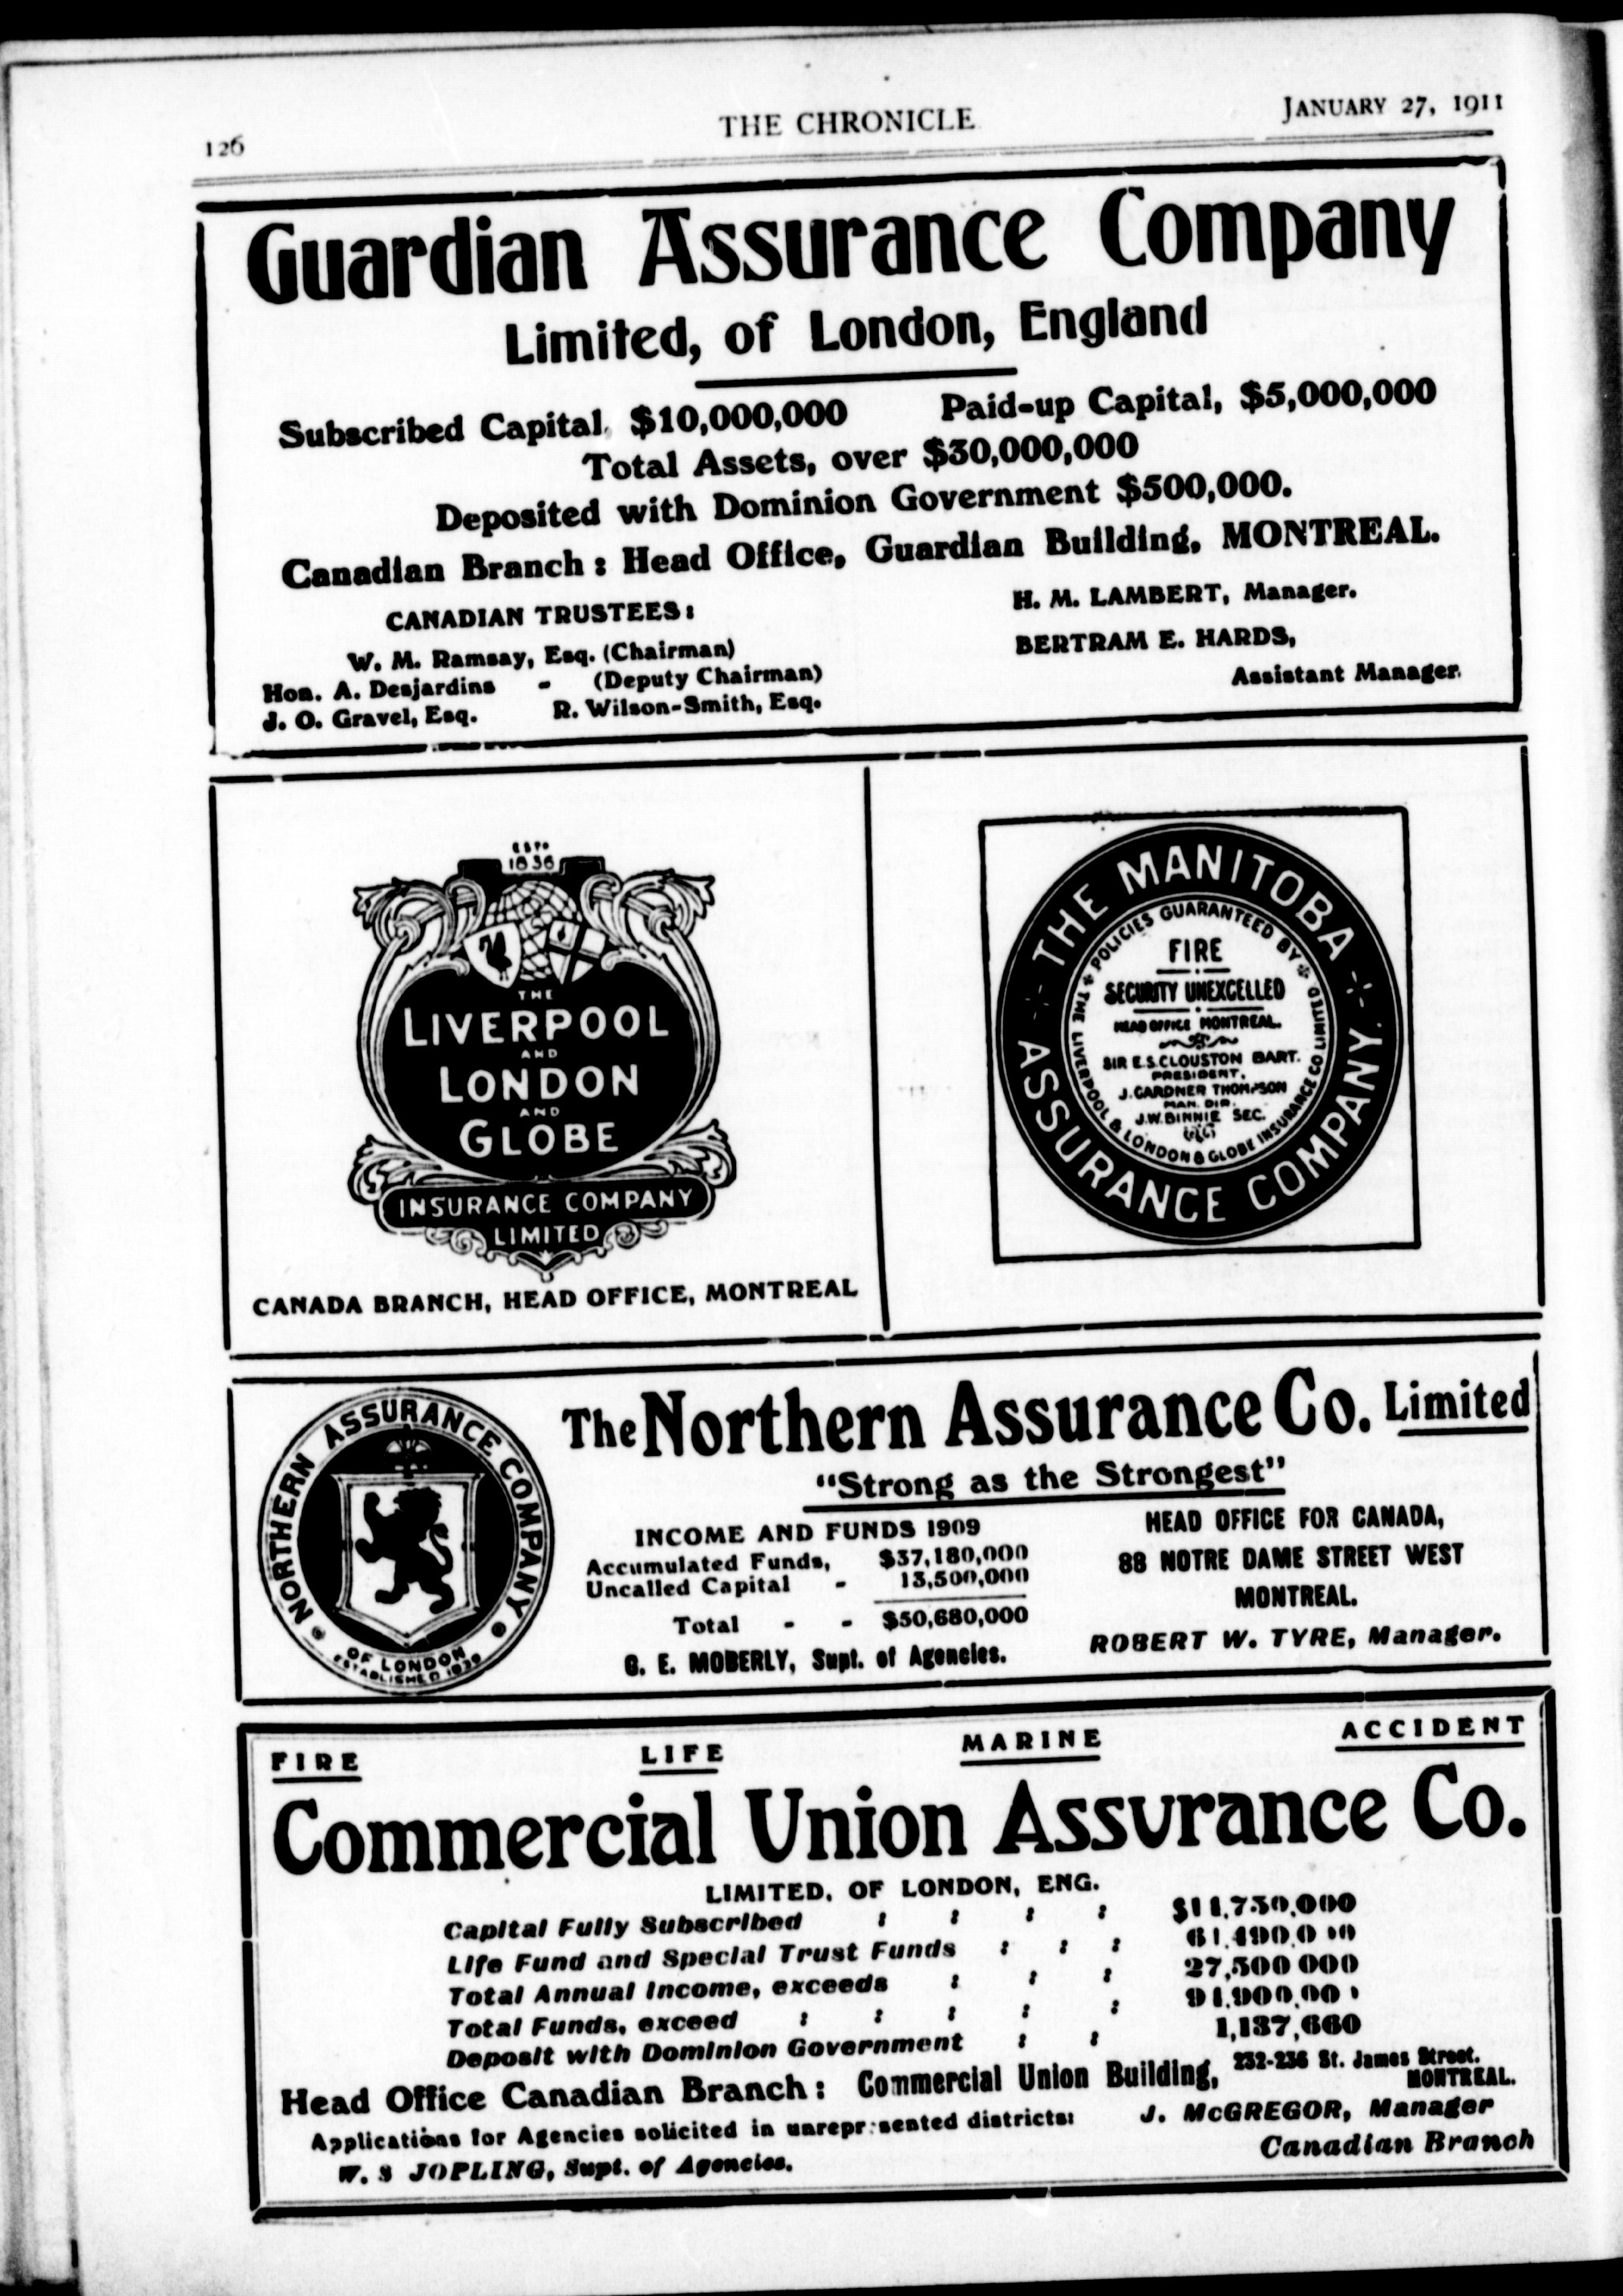 126
THE CHRONICLE
JANUARY 27, 1911
Guardian Assurance Company
Limited, of London, England
Subscribed Capital, $10,000,000 Paid-up Capital, $5,000,000
Total Assets, over $30,000,000
Deposited with Dominion Government $500,000.
Canadian Branch : Head Office, Guardian Building, MONTREAL.
CANADIAN TRUSTEES :
W. M. Ramsay, Esq. (Chairman)
Hon. A. Desjardins - (Deputy Chairman)
J. O. Gravel, Esq. R. Wilson-Smith, Esq.
H. M. LAMBERT, Manager.
BERTRAM E. HARDS,
Assistant Manager.
ESTD
1836
THE
LIVERPOOL
AND
LONDON
AND
GLOBE
INSURANCE COMPANY
LIMITED
CANADA BRANCH, HEAD OFFICE, MONTREAL
THE MANITOBA
ASSURANCE COMPANY.
POLICIES GUARANTEED BY
THE LIVERPOOL & LONDON & GLOBE INSURANCE CO LIMITED
FIRE
SECURITY UNEXCELLED
HEAD OFFICE MONTREAL.
SIR E.S.CLOUSTON BART.
PRESIDENT.
J.GARDNER THOMPSON
MAN. DIR.
J.W.BINNIE SEC.
NORTHERN ASSURANCE COMPANY
OF LONDON
ESTABLISHED 1836
The Northern Assurance Co. Limited
"Strong as the Strongest"
INCOME AND FUNDS 1909
Accumulated Funds, $37,180,000
Uncalled Capital - 13,500,000
Total - - $50,680,000
G. E. MOBERLY, Supt. of Agencies.
HEAD OFFICE FOR CANADA,
88 NOTRE DAME STREET WEST
MONTREAL.
ROBERT W. TYRE, Manager.
FIRE LIFE MARINE ACCIDENT
Commercial Union Assurance Co.
LIMITED, OF LONDON, ENG.
Capital Fully Subscribed : : : : $11,750,000
Life Fund and Special Trust Funds : : : 61,490,0
Total Annual Income, exceeds : : : 27,500 000
Total Funds, exceed : : : : : 91,900,00
Deposit with Dominion Government : : 1,137,660
Head Office Canadian Branch : Commercial Union Building, 232-236 St. James Street.
MONTREAL.
Applications for Agencies solicited in unrepresented districts:
W. S JOPLING, Supt. of Agencies.
J. McGREGOR, Manager
Canadian Branch